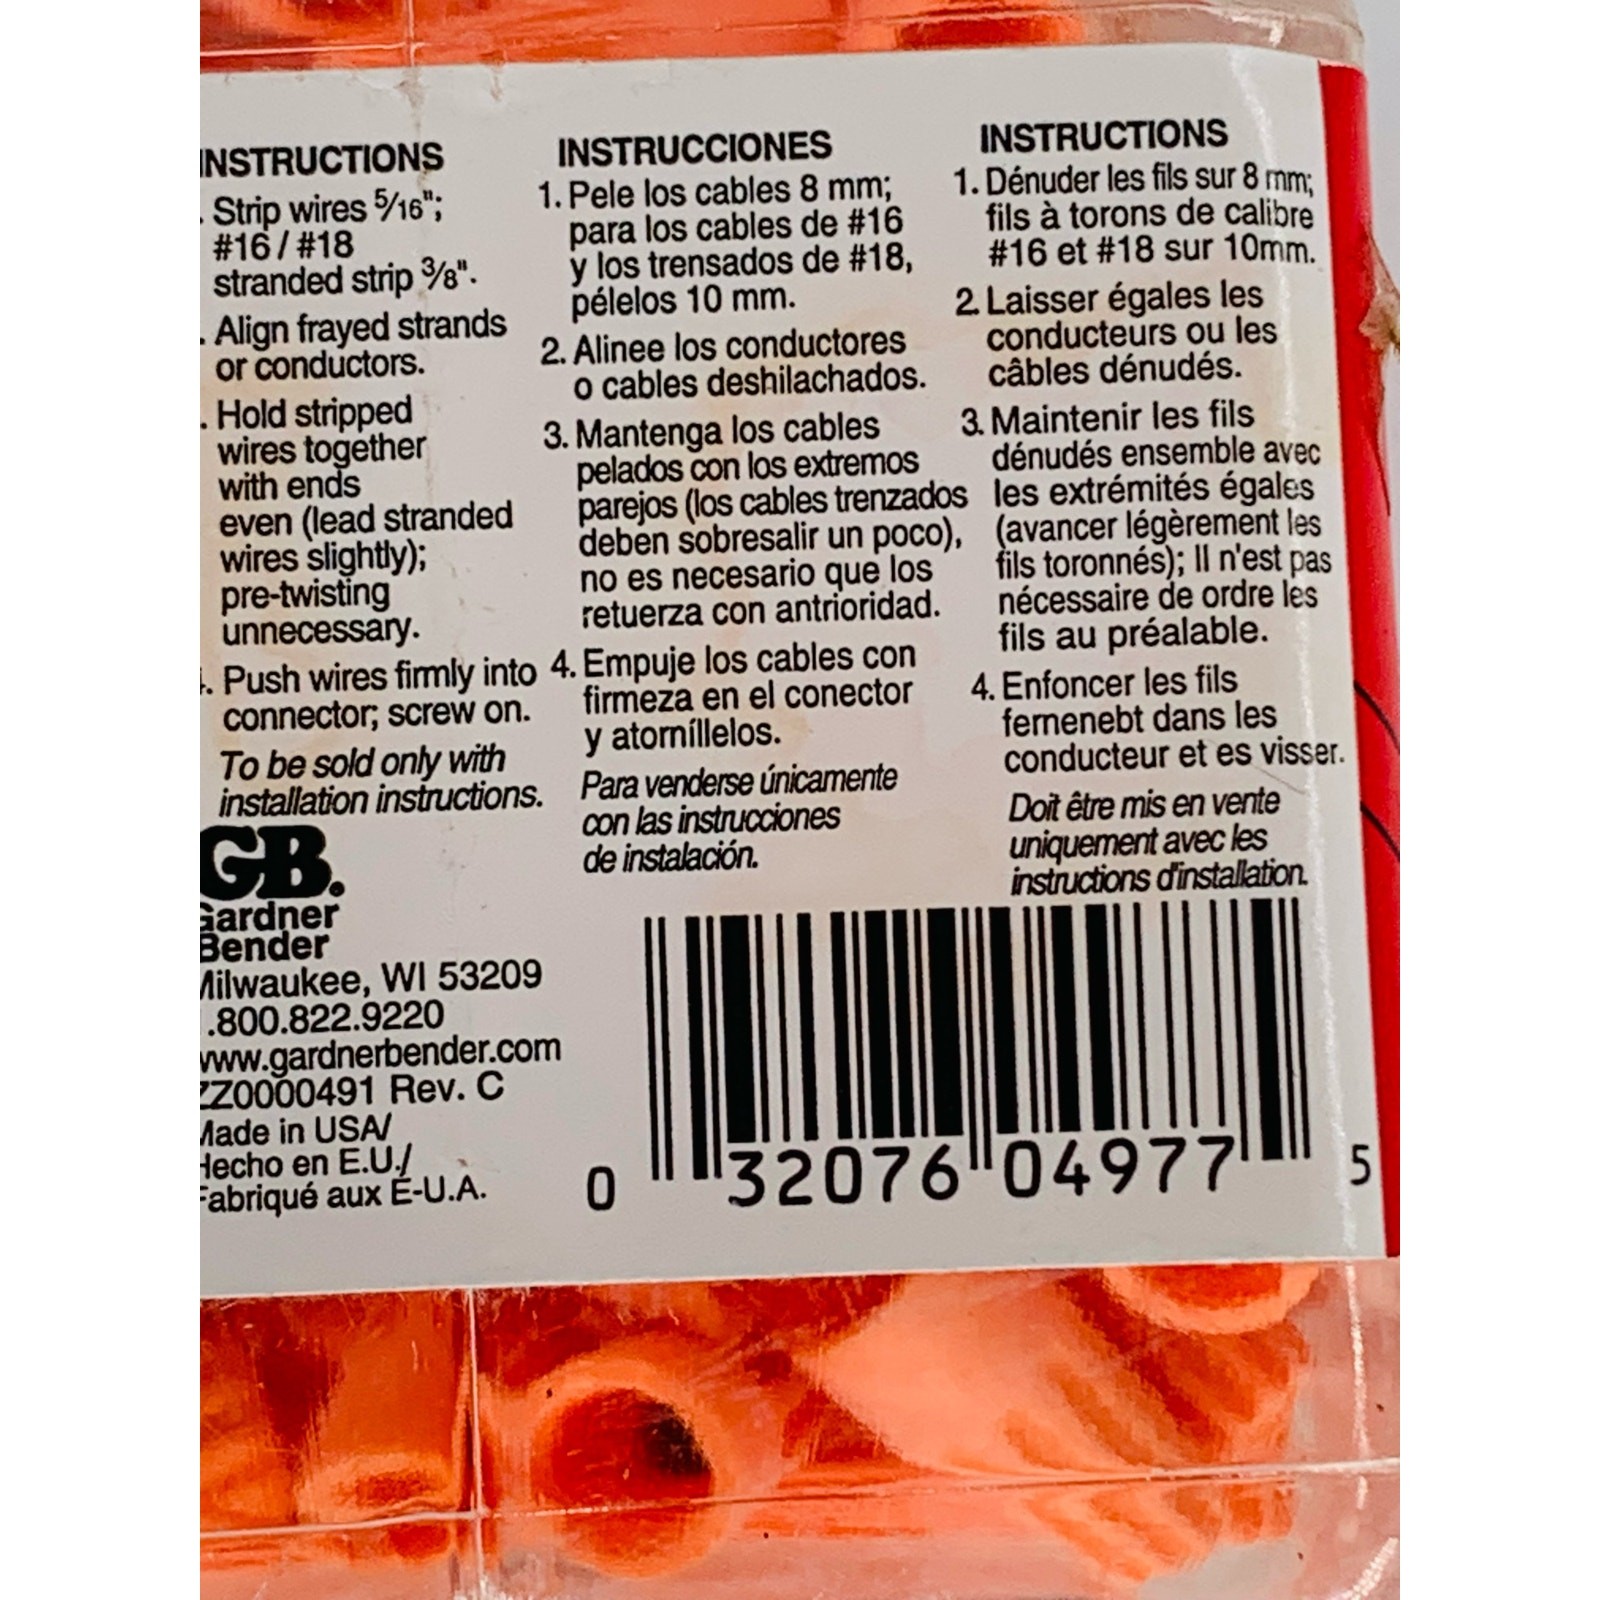 INSTRUCTIONS
. Strip wires 5/16";
#16 / #18
stranded strip 3/8".
. Align frayed strands
or conductors.
. Hold stripped
wires together
with ends
even (lead stranded
wires slightly);
pre-twisting
unnecessary.
. Push wires firmly into
connector; screw on.
To be sold only with
installation instructions.
GB.
Gardner
Bender
Milwaukee, WI 53209
.800.822.9220
www.gardnerbender.com
ZZ0000491 Rev. C
Made in USA/
Hecho en E.U./
Fabriqué aux É-U.A.
INSTRUCCIONES
1. Pele los cables 8 mm;
para los cables de #16
y los trensados de #18,
pélelos 10 mm.
2. Alinee los conductores
o cables deshilachados.
3. Mantenga los cables
pelados con los extremos
parejos (los cables trenzados
deben sobresalir un poco),
no es necesario que los
retuerza con antrioridad.
4. Empuje los cables con
firmeza en el conector
y atorníllelos.
Para venderse únicamente
con las instrucciones
de instalación.
INSTRUCTIONS
1. Dénuder les fils sur 8 mm;
fils à torons de calibre
#16 et #18 sur 10mm.
2. Laisser égales les
conducteurs ou les
câbles dénudés.
3. Maintenir les fils
dénudés ensemble avec
les extrémités égales
(avancer légèrement les
fils toronnés); Il n'est pas
nécessaire de ordre les
fils au préalable.
4. Enfoncer les fils
fernenebt dans les
conducteur et es visser.
Doit être mis en vente
uniquement avec les
instructions d'installation.
0 32076 04977 5